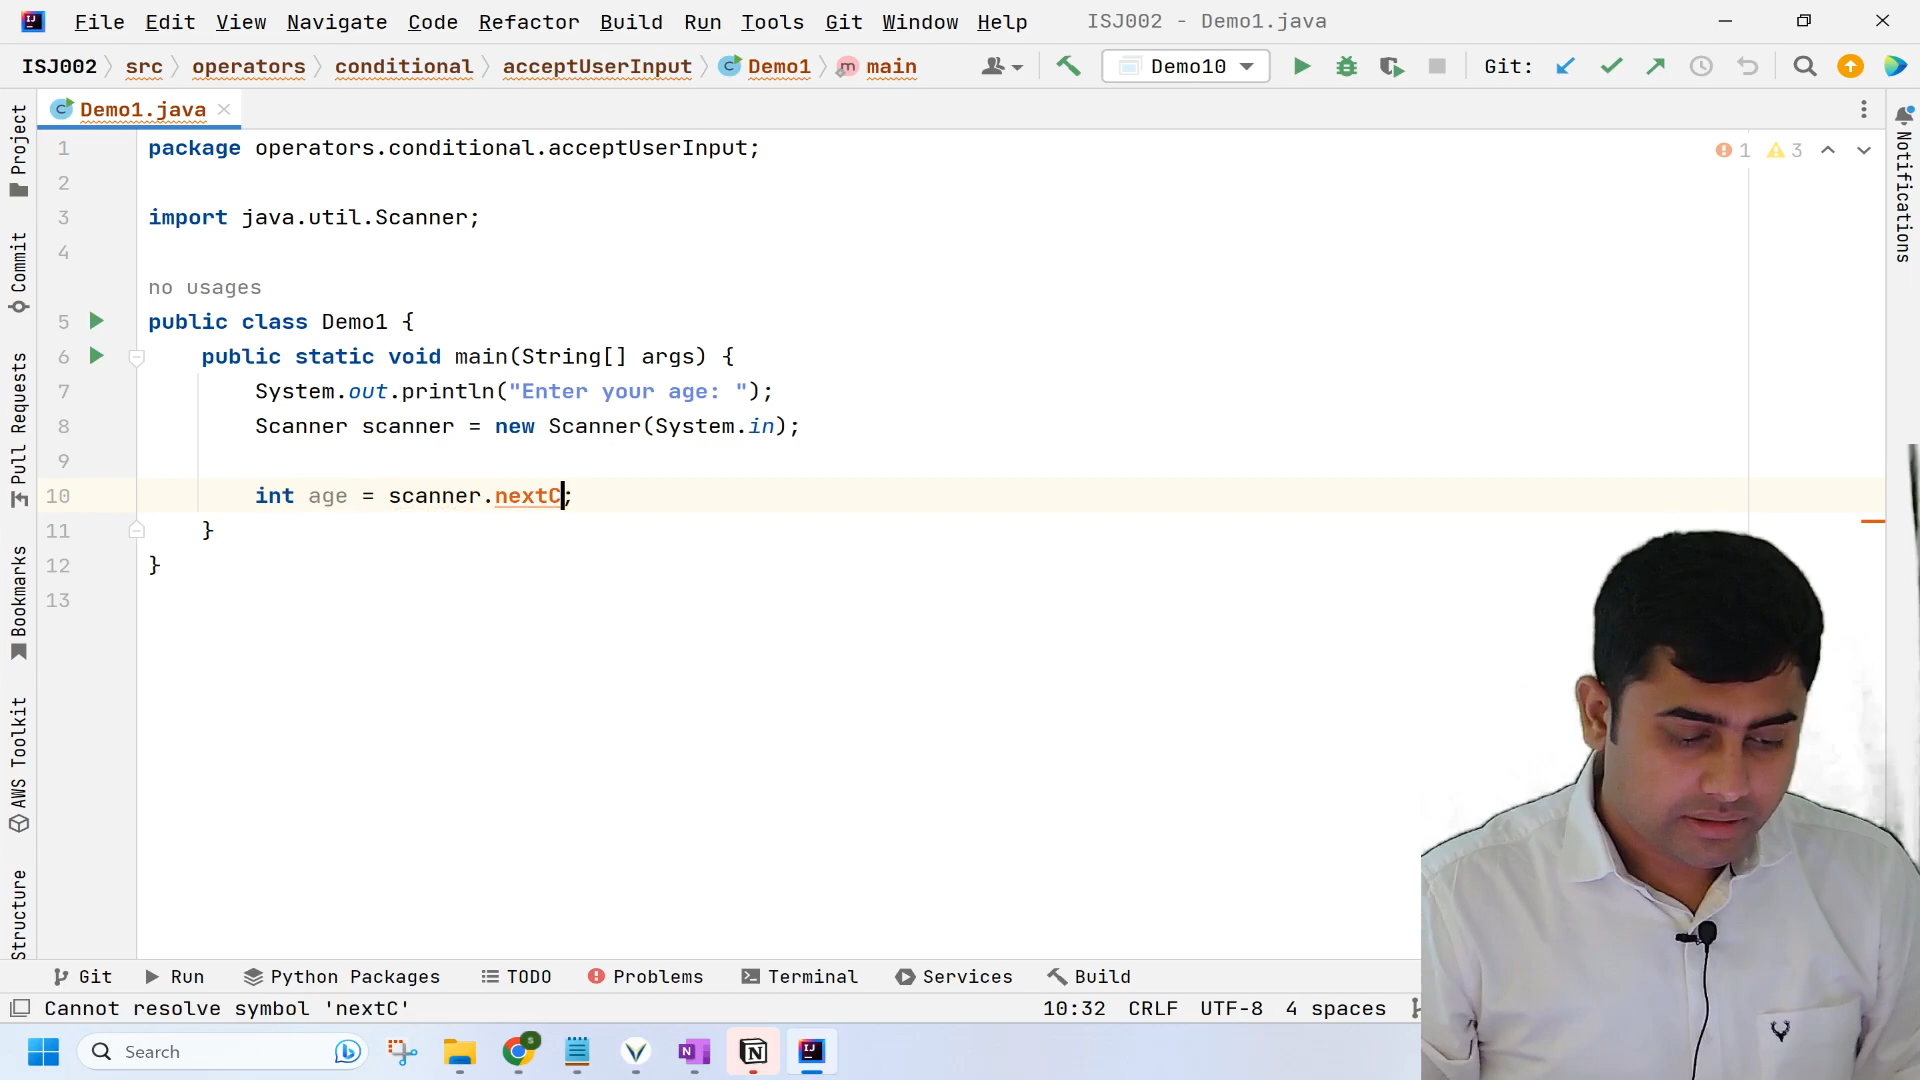 File Edit View Navigate Code Refactor Build Run Tools Git Window Help ISJ002 - Demo1.java
ISJ002 src operators conditional acceptUserInput Demo1 main Demo10 Git:
Demo1.java
1 package operators.conditional.acceptUserInput;
2
3 import java.util.Scanner;
4
no usages
5 public class Demo1 {
6 public static void main(String[] args) {
7 System.out.println("Enter your age: ");
8 Scanner scanner = new Scanner(System.in);
9
10 int age = scanner.nextC;
11 }
12 }
13
1 3
Project
Commit
Pull Requests
Bookmarks
AWS Toolkit
Structure
Notifications
Git Run Python Packages TODO Problems Terminal Services Build
Cannot resolve symbol 'nextC' 10:32 CRLF UTF-8 4 spaces
Search